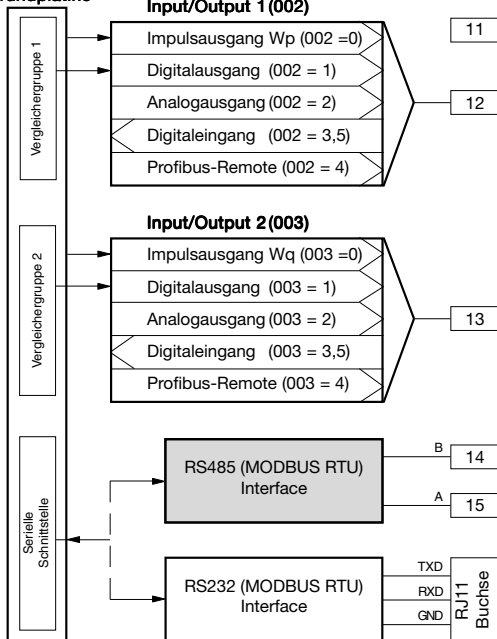 Input/Output 1 (002)
Vergleichergruppe 1
Impulsausgang Wp (002 =0)
Digitalausgang (002 = 1)
Analogausgang (002 = 2)
Digitaleingang (002 = 3,5)
Profibus-Remote (002 = 4)
11
12
Input/Output 2 (003)
Vergleichergruppe 2
Impulsausgang Wq (003 =0)
Digitalausgang (003 = 1)
Analogausgang (003 = 2)
Digitaleingang (003 = 3,5)
Profibus-Remote (003 = 4)
13
Serielle
Schnittstelle
RS485 (MODBUS RTU)
Interface
B
14
A
15
RS232 (MODBUS RTU)
Interface
TXD
RXD
GND
RJ11
Buchse